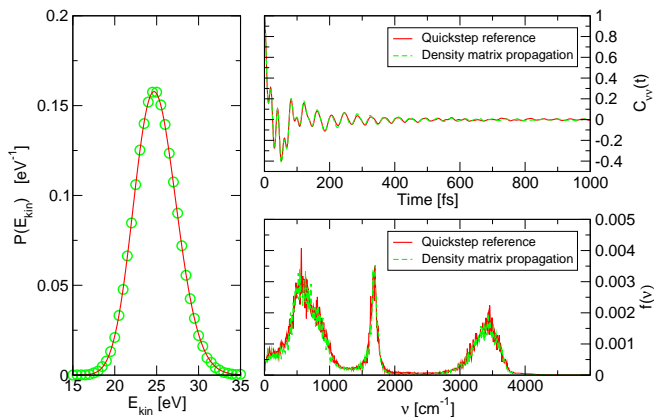 P(E_kin) [eV^-1]
0.2
0.15
0.1
0.05
0
15 20 25 30 35
E_kin [eV]
Quickstep reference
Density matrix propagation
1
0.8
0.6
0.4
0.2
0
-0.2
-0.4
C_vv(t)
0 200 400 600 800 1000
Time [fs]
Quickstep reference
Density matrix propagation
0.005
0.004
0.003
0.002
0.001
0
f(ν)
0 1000 2000 3000 4000
ν [cm^-1]